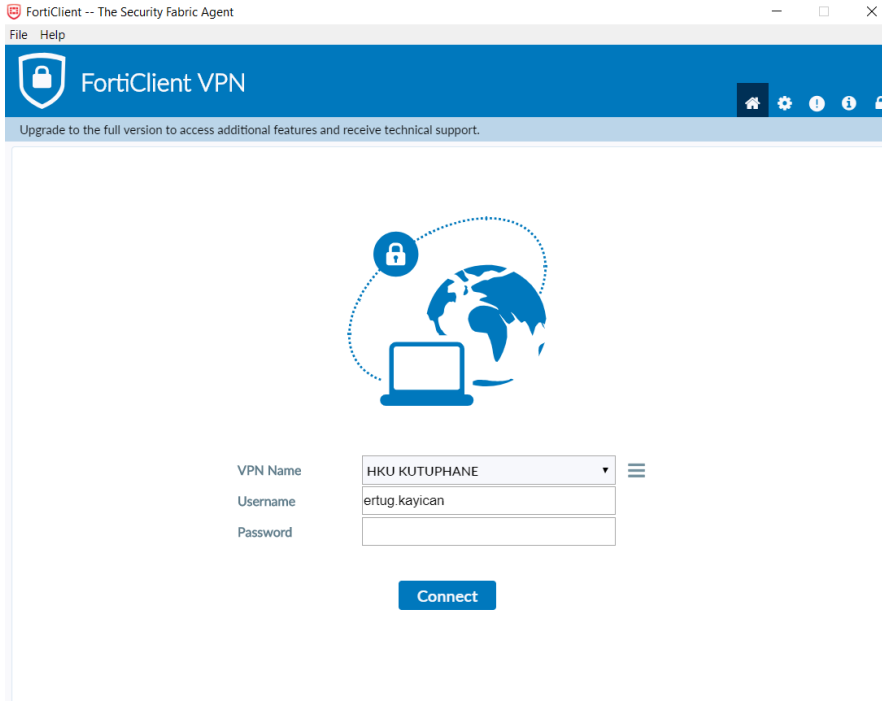 FortiClient -- The Security Fabric Agent
File Help
FortiClient VPN
Upgrade to the full version to access additional features and receive technical support.
VPN Name HKU KUTUPHANE
Username ertug.kayican
Password
Connect